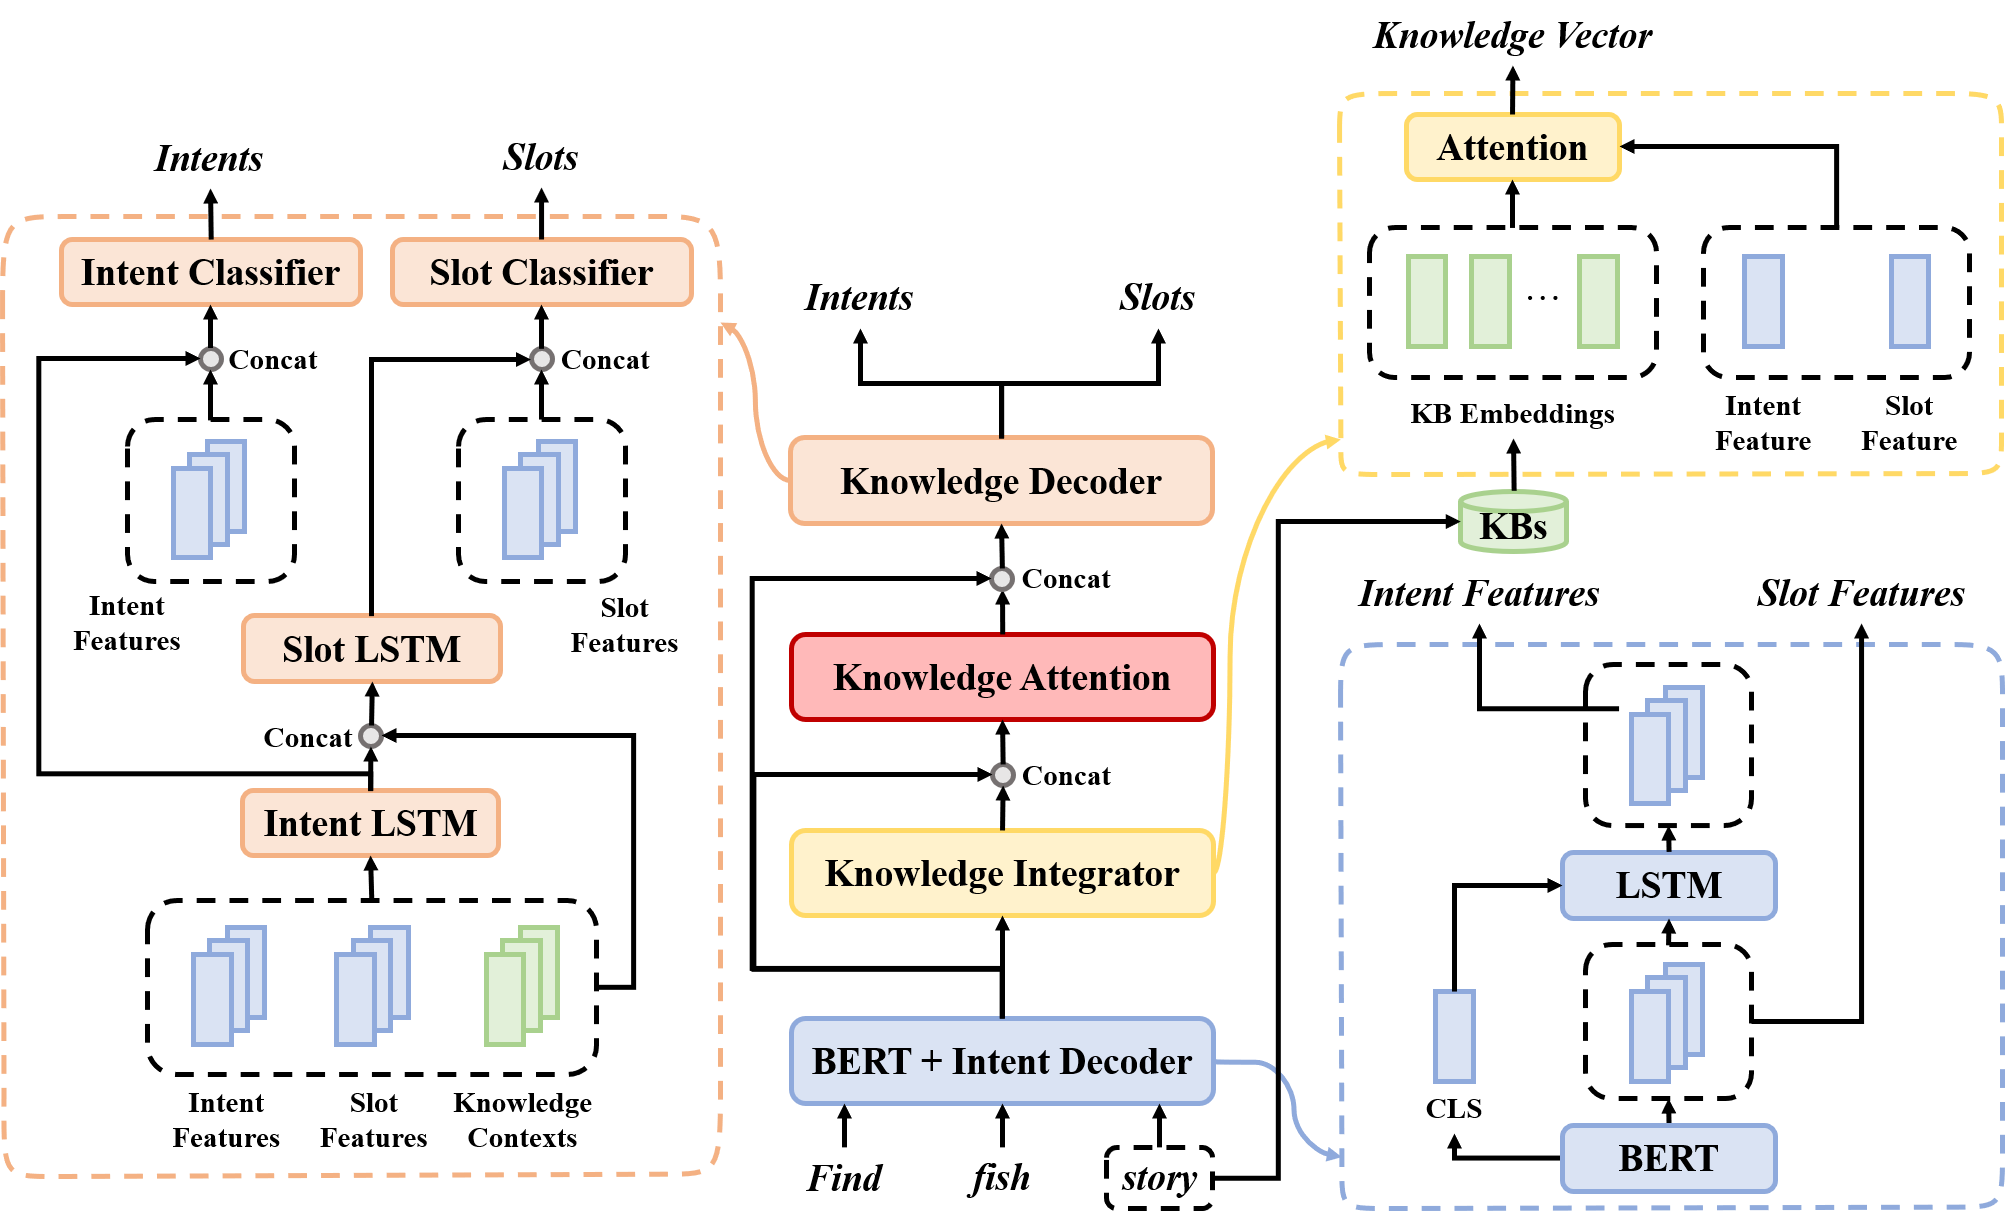 Intents
Slots
Intent Classifier
Slot Classifier
Concat
Concat
Intent
Features
Slot
Features
Slot LSTM
Concat
Intent LSTM
Intent
Features
Slot
Features
Knowledge
Contexts
Intents
Slots
Knowledge Decoder
Concat
Knowledge Attention
Concat
Knowledge Integrator
BERT + Intent Decoder
Find
fish
story
Knowledge Vector
Attention
...
KB Embeddings
Intent
Feature
Slot
Feature
KBs
Intent Features
Slot Features
LSTM
CLS
BERT